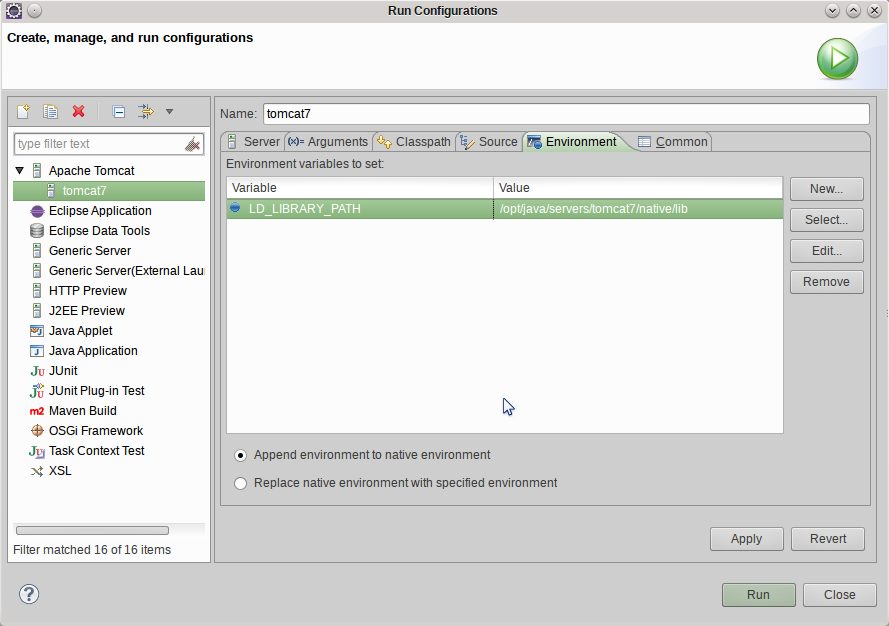 Run Configurations
Create, manage, and run configurations
type filter text
Apache Tomcat
tomcat7
Eclipse Application
Eclipse Data Tools
Generic Server
Generic Server(External Lau
HTTP Preview
J2EE Preview
Java Applet
Java Application
Ju JUnit
JUnit Plug-in Test
m2 Maven Build
OSGi Framework
Task Context Test
XSL
Filter matched 16 of 16 items
Name: tomcat7
Server (x)= Arguments Classpath Source Environment Common
Environment variables to set:
Variable Value
LD_LIBRARY_PATH /opt/java/servers/tomcat7/native/lib
New...
Select...
Edit...
Remove
Append environment to native environment
Replace native environment with specified environment
Apply Revert
? Run Close